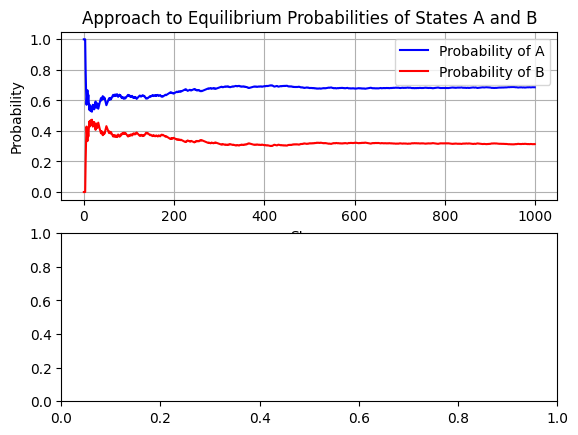 Approach to Equilibrium Probabilities of States A and B
1.0
0.8
0.6
0.4
0.2
0.0
Probability
Probability of A
Probability of B
0 200 400 600 800 1000
1.0
0.8
0.6
0.4
0.2
0.0
0.0 0.2 0.4 0.6 0.8 1.0